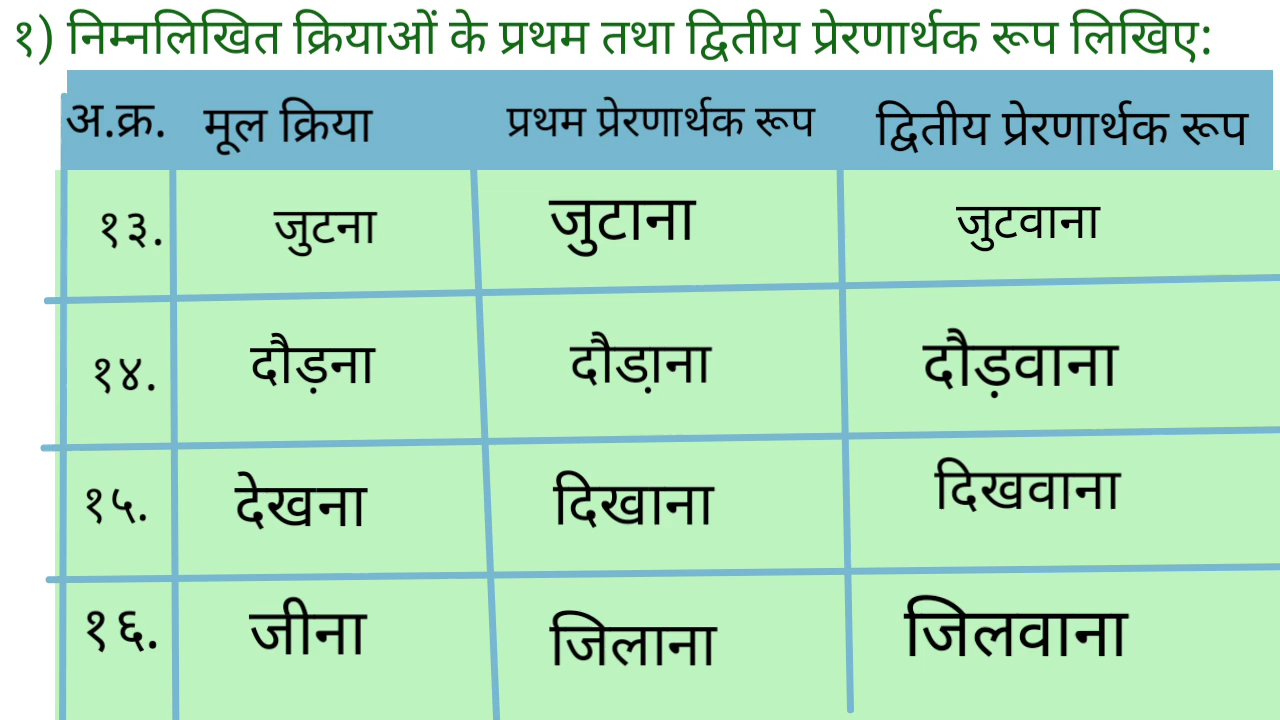 १) निम्नलिखित क्रियाओं के प्रथम तथा द्वितीय प्रेरणार्थक रूप लिखिए:
अ.क्र. मूल क्रिया प्रथम प्रेरणार्थक रूप द्वितीय प्रेरणार्थक रूप
१३. जुटना जुटाना जुटवाना
१४. दौड़ना दौडा़ना दौड़वाना
१५. देखना दिखाना दिखवाना
१६. जीना जिलाना जिलवाना